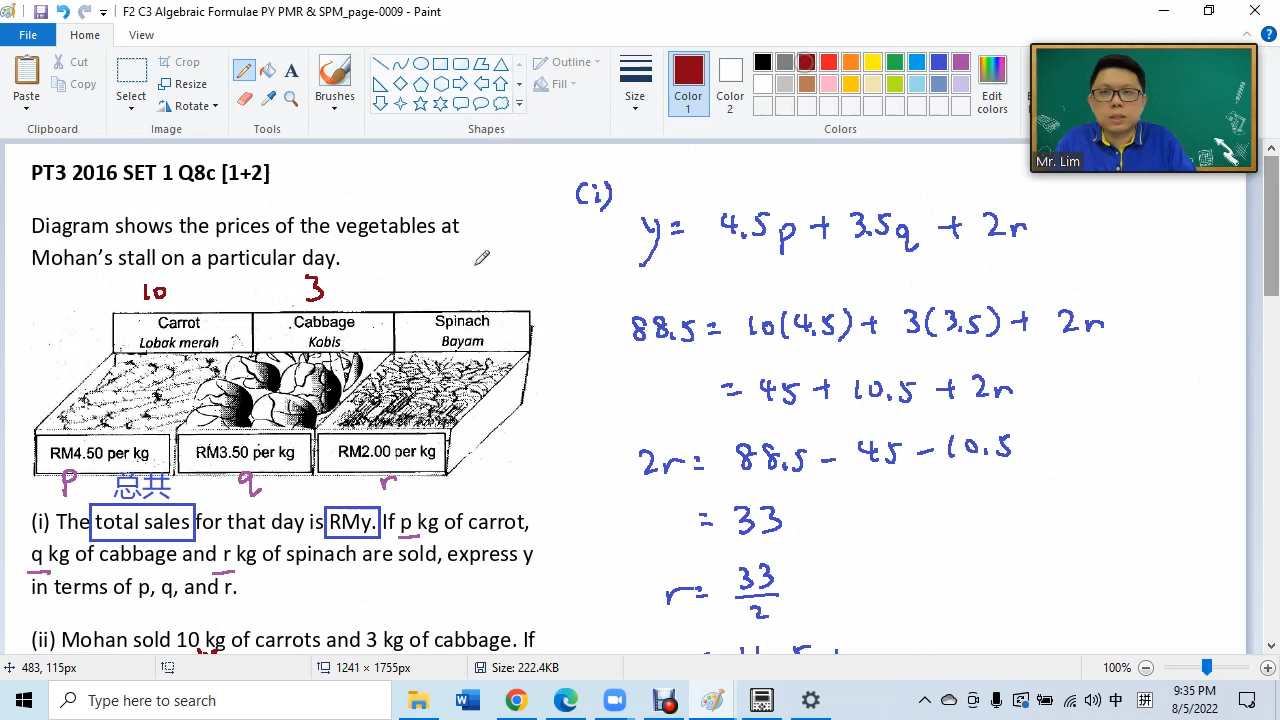 F2 C3 Algebraic Formulae PY PMR & SPM_page-0009 - Paint
File Home View
Paste
Cut
Copy
Clipboard
Select
Crop
Resize
Rotate
Image
Tools
Brushes
Shapes
Outline
Fill
Size
Color 1
Color 2
Colors
Edit colors
Mr. Lim
PT3 2016 SET 1 Q8c [1+2]
Diagram shows the prices of the vegetables at
Mohan's stall on a particular day.
10 3
Carrot Cabbage Spinach
Lobak merah Kobis Bayam
RM4.50 per kg RM3.50 per kg RM2.00 per kg
p q r
总共
(i) The total sales for that day is RMy. If p kg of carrot,
q kg of cabbage and r kg of spinach are sold, express y
in terms of p, q, and r.
(ii) Mohan sold 10 kg of carrots and 3 kg of cabbage. If
(i)
y = 4.5p + 3.5q + 2r
88.5 = 10(4.5) + 3(3.5) + 2r
= 45 + 10.5 + 2r
2r = 88.5 - 45 - 10.5
= 33
r = 33
2
483, 115px
1241 × 1755px
Size: 222.4KB
100%
Type here to search
中
拼
9:35 PM
8/5/2022